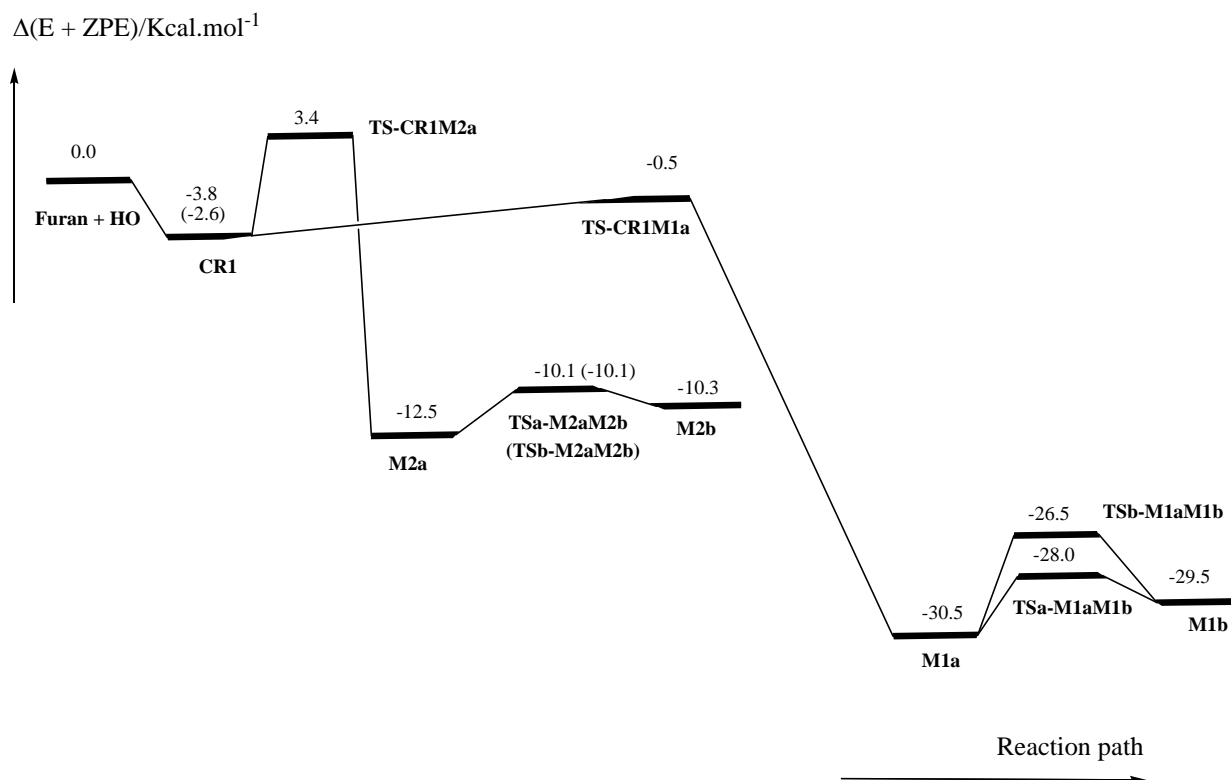 Δ(E + ZPE)/Kcal.mol-1
3.4
TS-CR1M2a
0.0
-0.5
-3.8
(-2.6)
Furan + HO
TS-CR1M1a
CR1
-10.1 (-10.1)
-10.3
-12.5
TSa-M2aM2b
M2b
(TSb-M2aM2b)
M2a
-26.5
TSb-M1aM1b
-28.0
-29.5
TSa-M1aM1b
-30.5
M1b
M1a
Reaction path